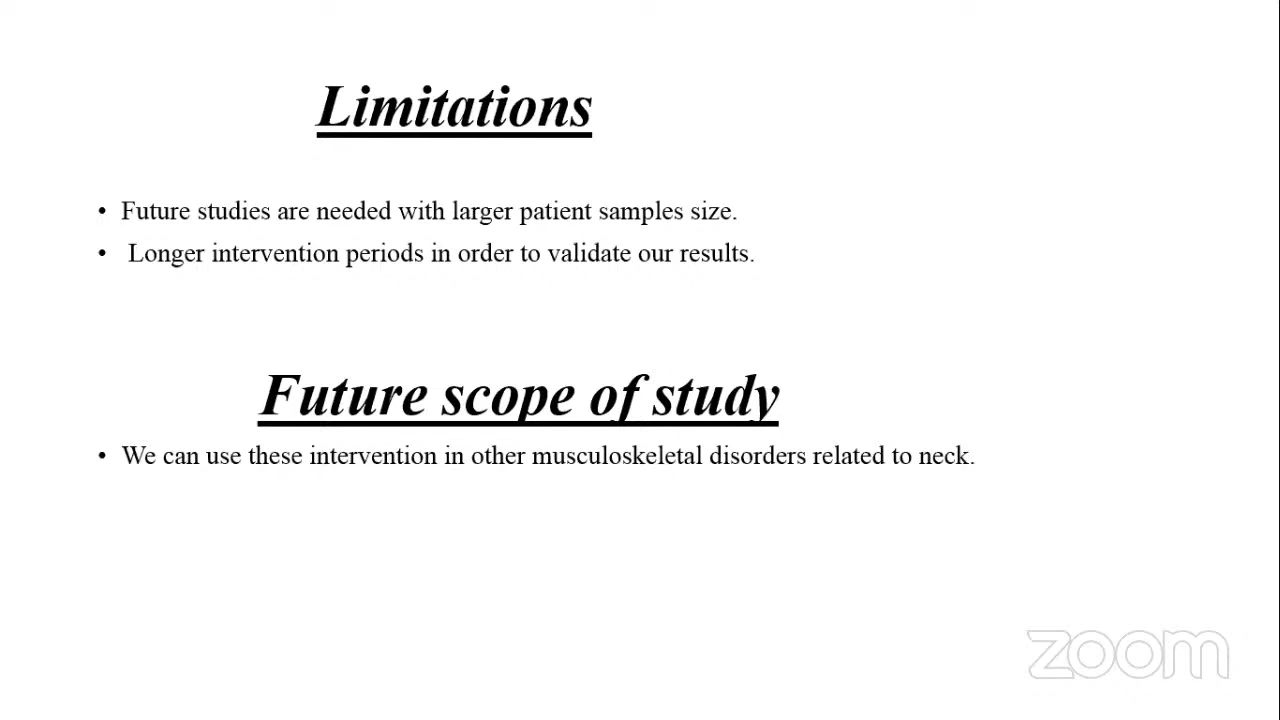 Limitations
• Future studies are needed with larger patient samples size.
• Longer intervention periods in order to validate our results.
Future scope of study
• We can use these intervention in other musculoskeletal disorders related to neck.
zoom